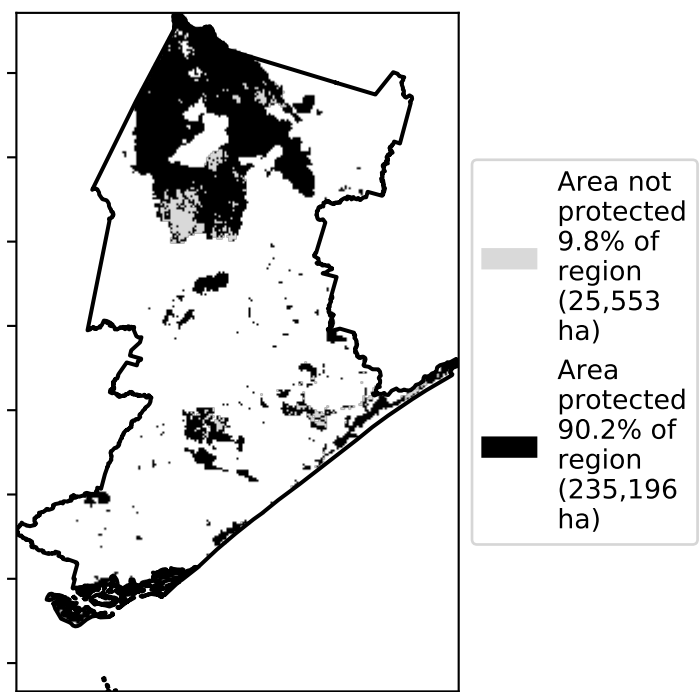 Area not
protected
9.8% of
region
(25,553
ha)
Area
protected
90.2% of
region
(235,196
ha)